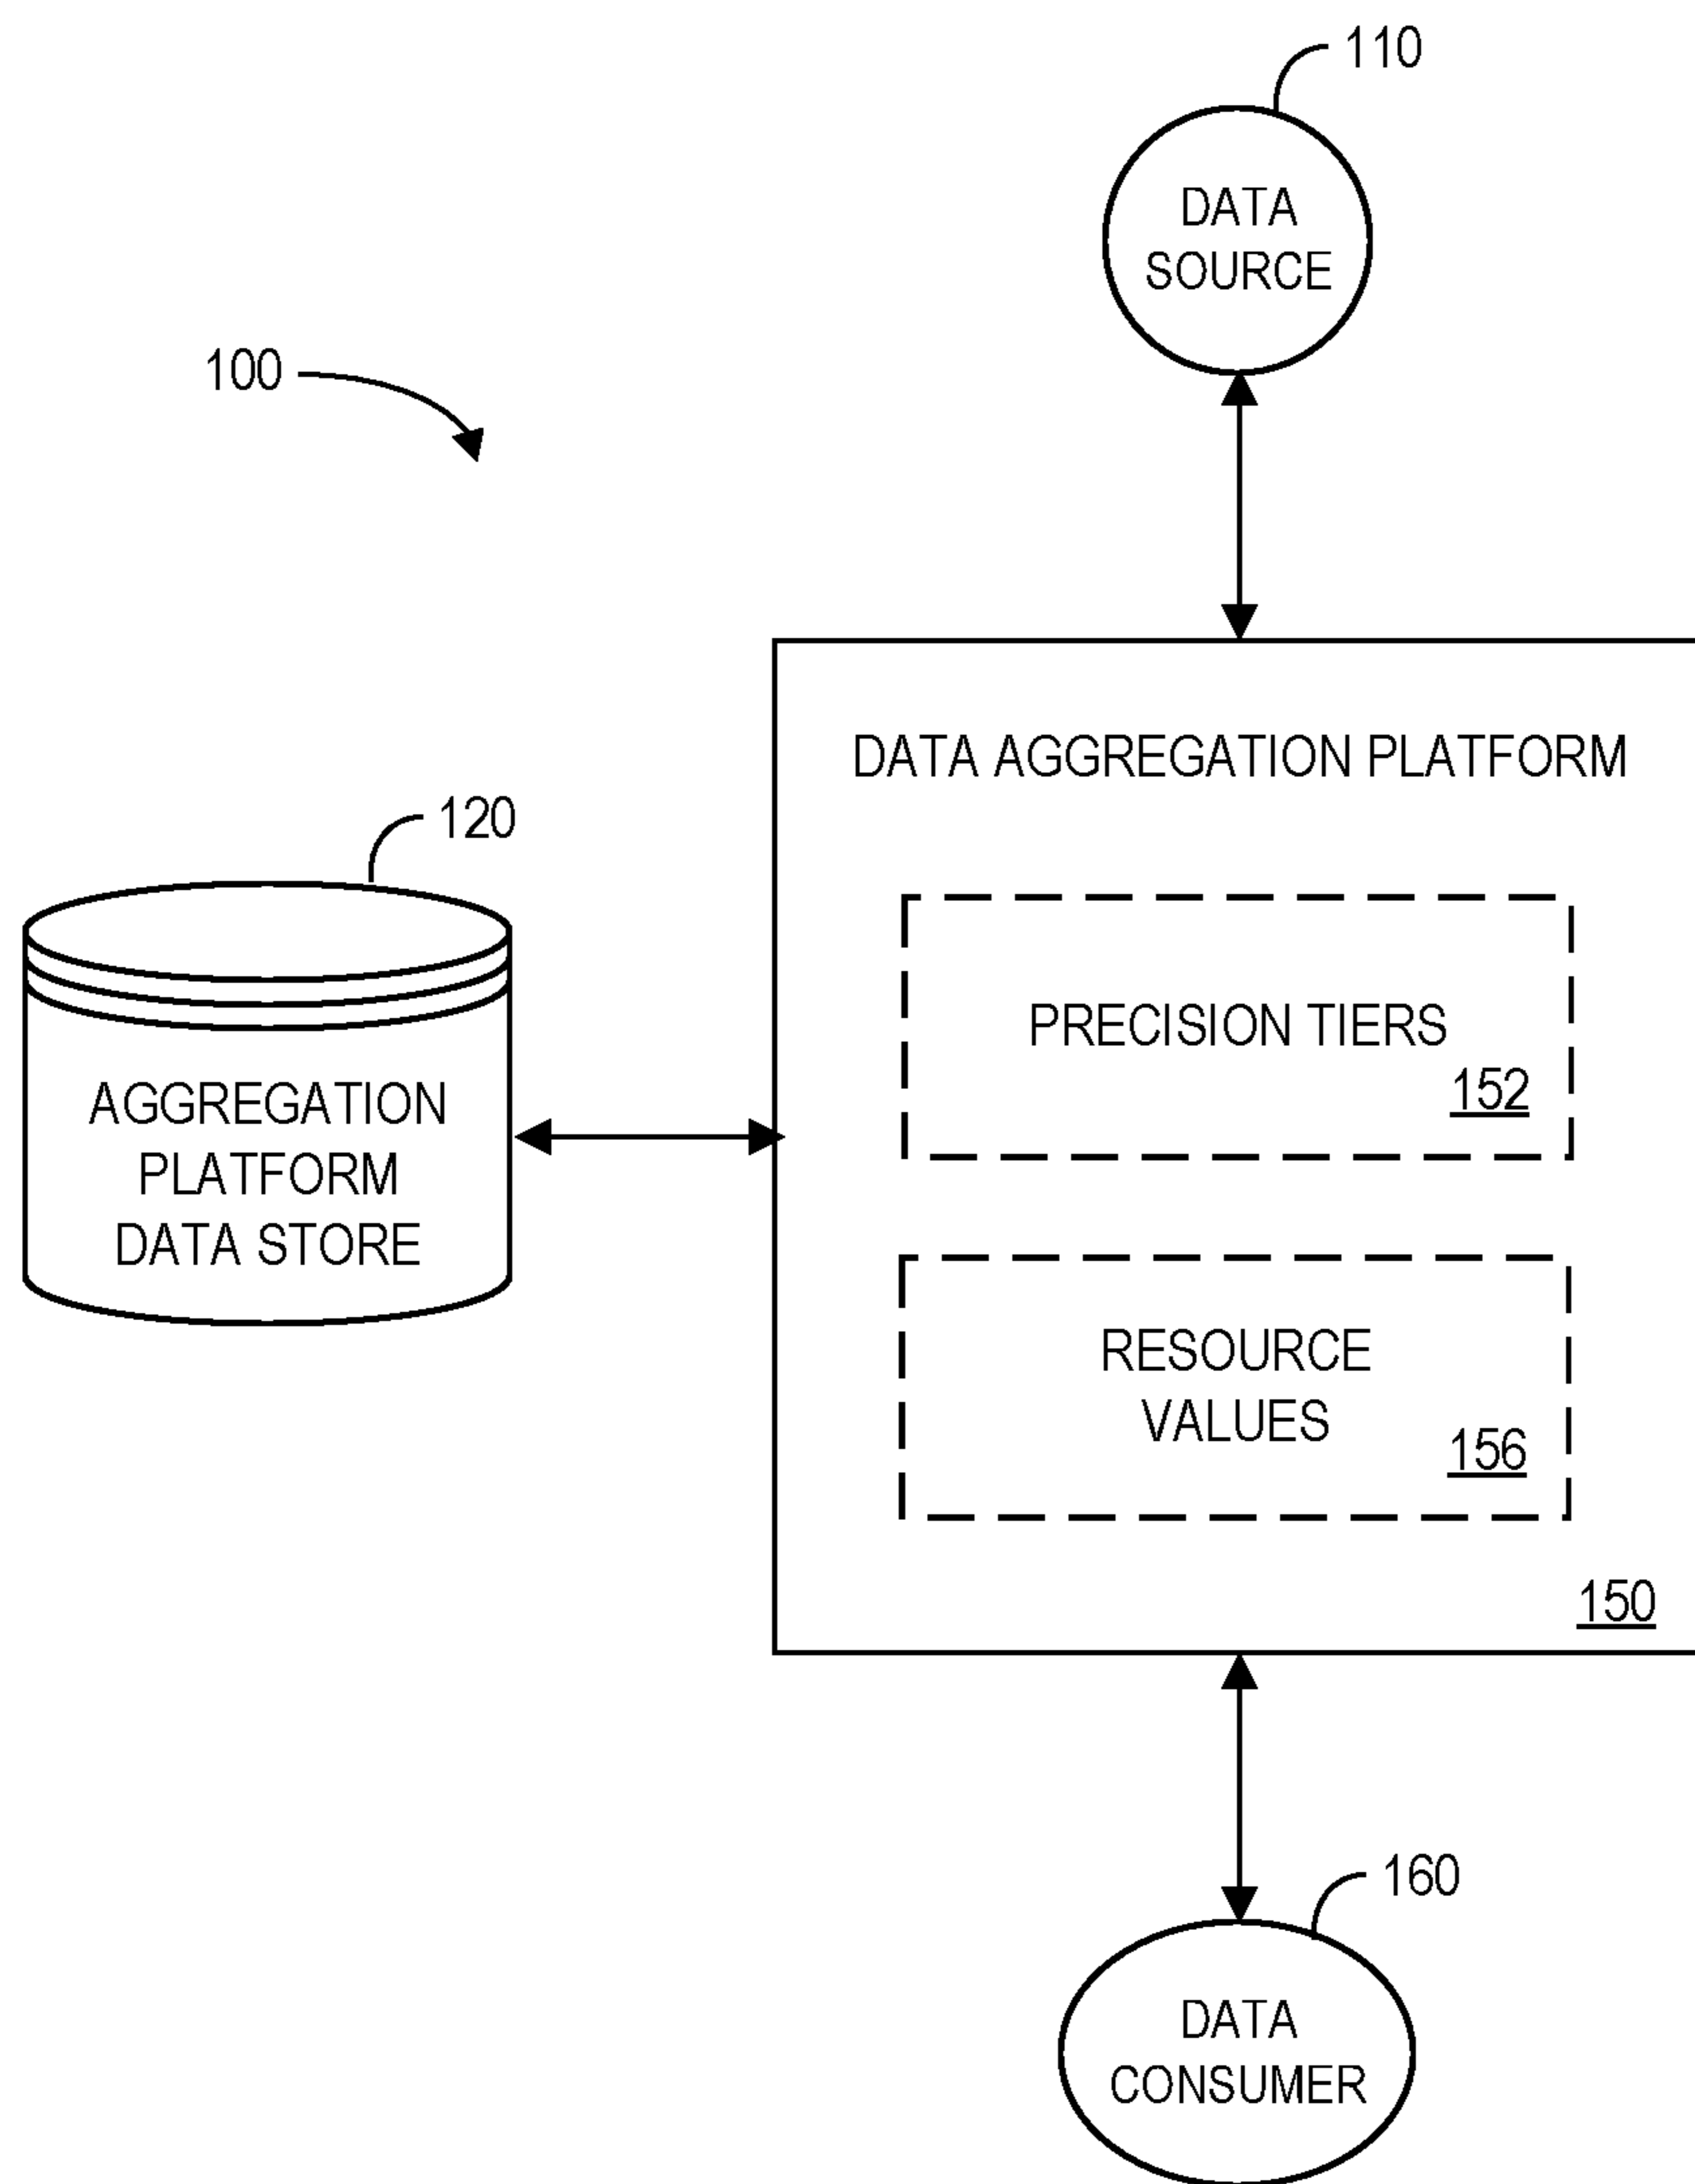 110
DATA
SOURCE
100
DATA AGGREGATION PLATFORM
120
PRECISION TIERS
152
AGGREGATION
PLATFORM
DATA STORE
RESOURCE
VALUES
156
150
160
DATA
CONSUMER